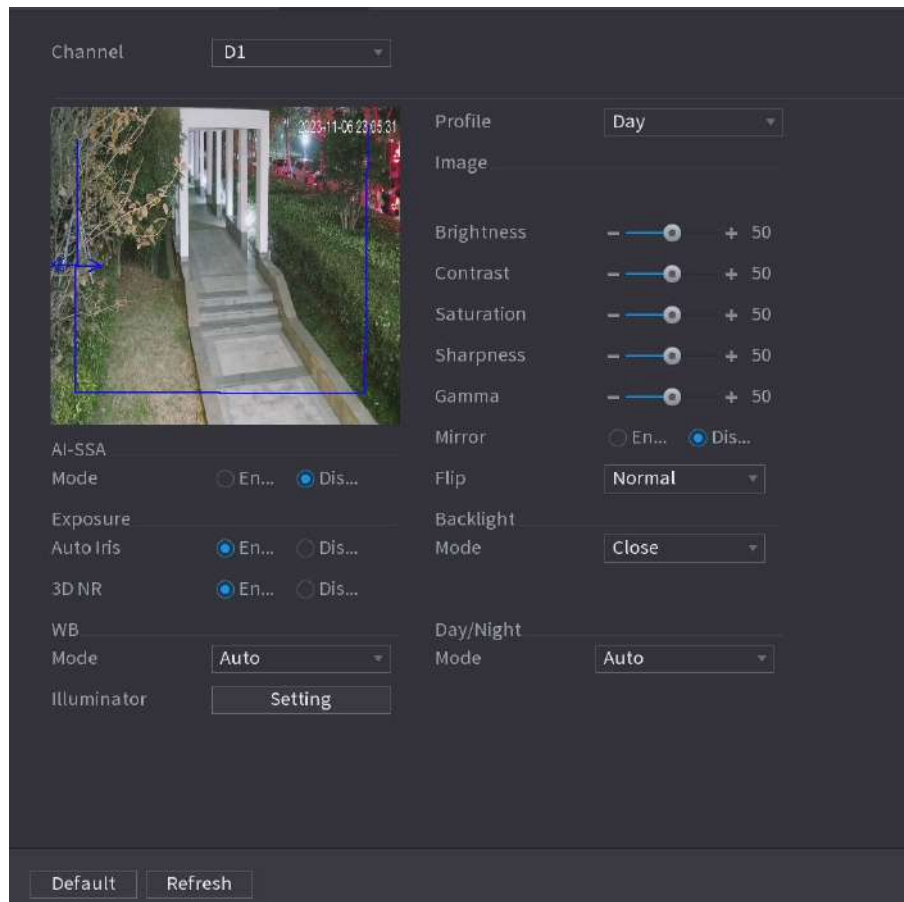 Channel D1
2023-11-06 23:05:31
Profile Day
Image
Brightness - + 50
Contrast - + 50
Saturation - + 50
Sharpness - + 50
Gamma - + 50
Mirror En... Dis...
Flip Normal
Backlight
Mode Close
Day/Night
Mode Auto
AI-SSA
Mode En... Dis...
Exposure
Auto Iris En... Dis...
3D NR En... Dis...
WB
Mode Auto
Illuminator Setting
Default Refresh